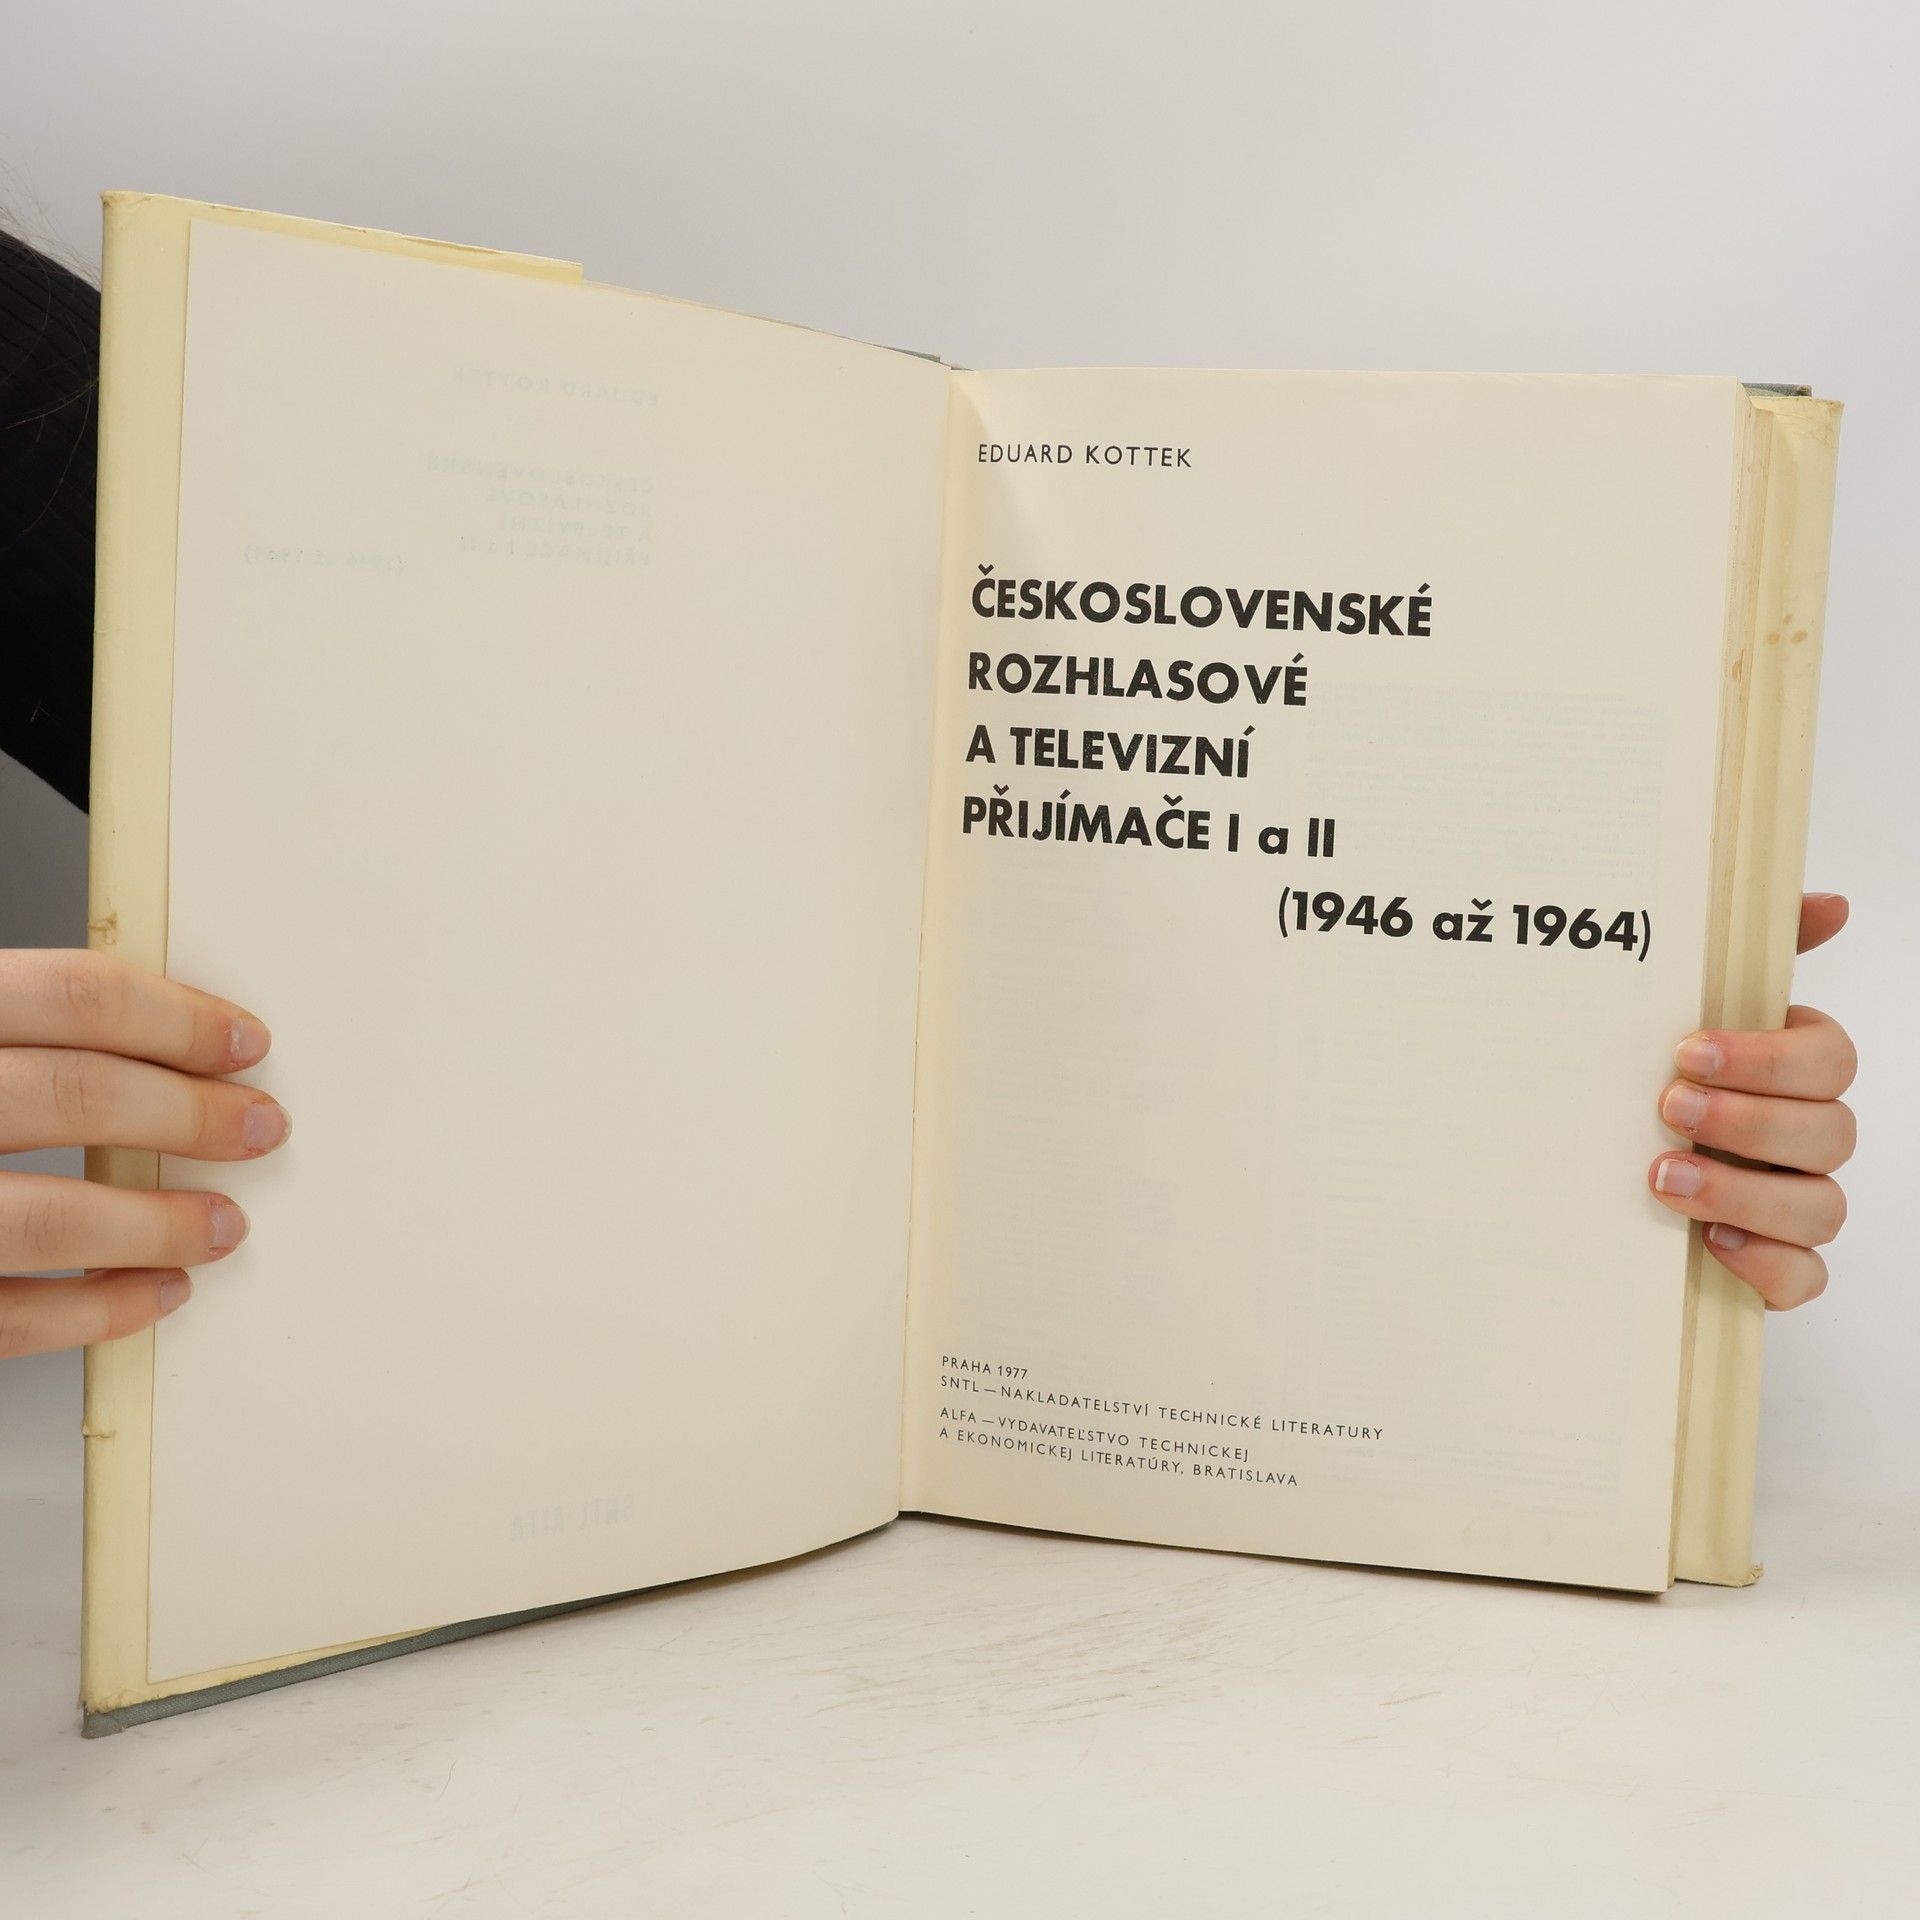 EDUARD KOTTEK
ČESKOSLOVENSKÉ
ROZHLASOVÉ
A TELEVIZNÍ
PŘIJÍMAČE I a II
(1946 až 1964)
PRAHA 1977
SNTL — NAKLADATELSTVÍ TECHNICKÉ LITERATURY
ALFA — VYDAVATEĽSTVO TECHNICKEJ
A EKONOMICKEJ LITERATÚRY, BRATISLAVA